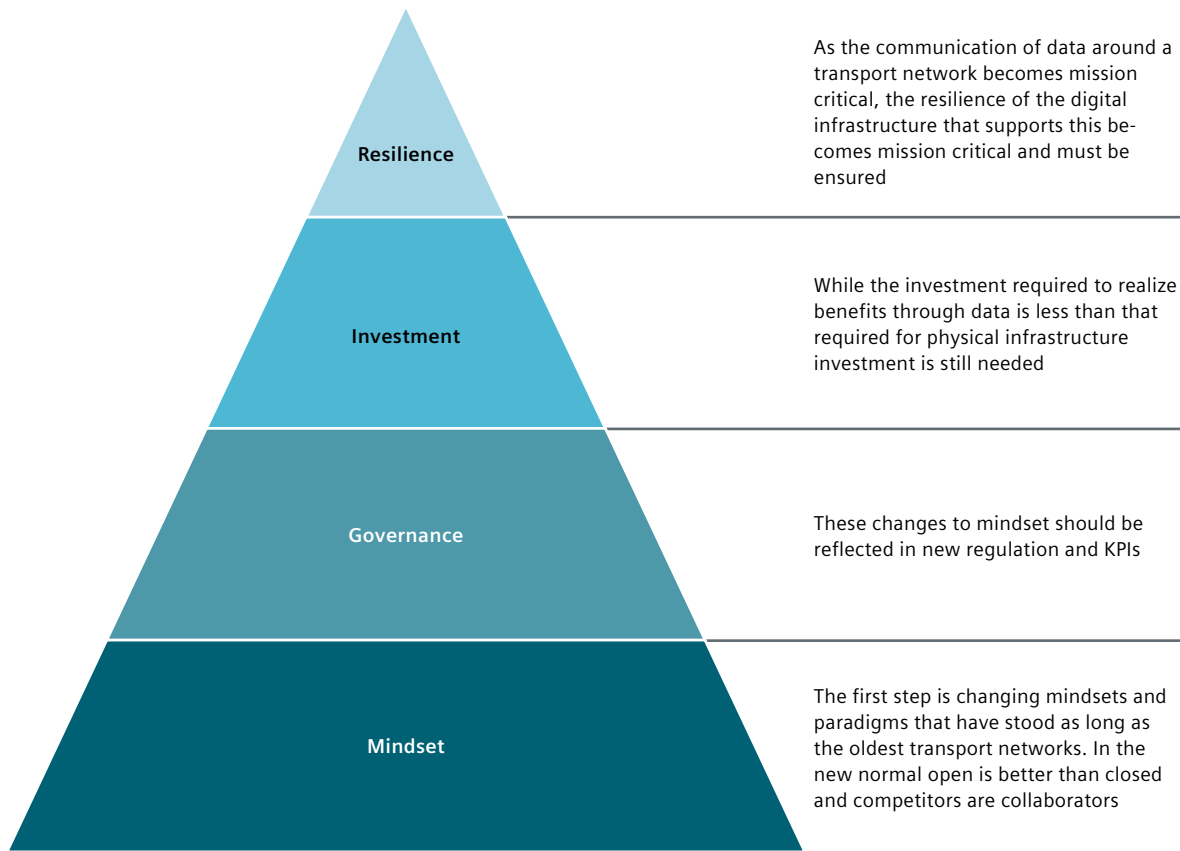 Resilience
As the communication of data around a
transport network becomes mission
critical, the resilience of the digital
infrastructure that supports this be-
comes mission critical and must be
ensured
Investment
While the investment required to realize
benefits through data is less than that
required for physical infrastructure
investment is still needed
Governance
These changes to mindset should be
reflected in new regulation and KPIs
Mindset
The first step is changing mindsets and
paradigms that have stood as long as
the oldest transport networks. In the
new normal open is better than closed
and competitors are collaborators